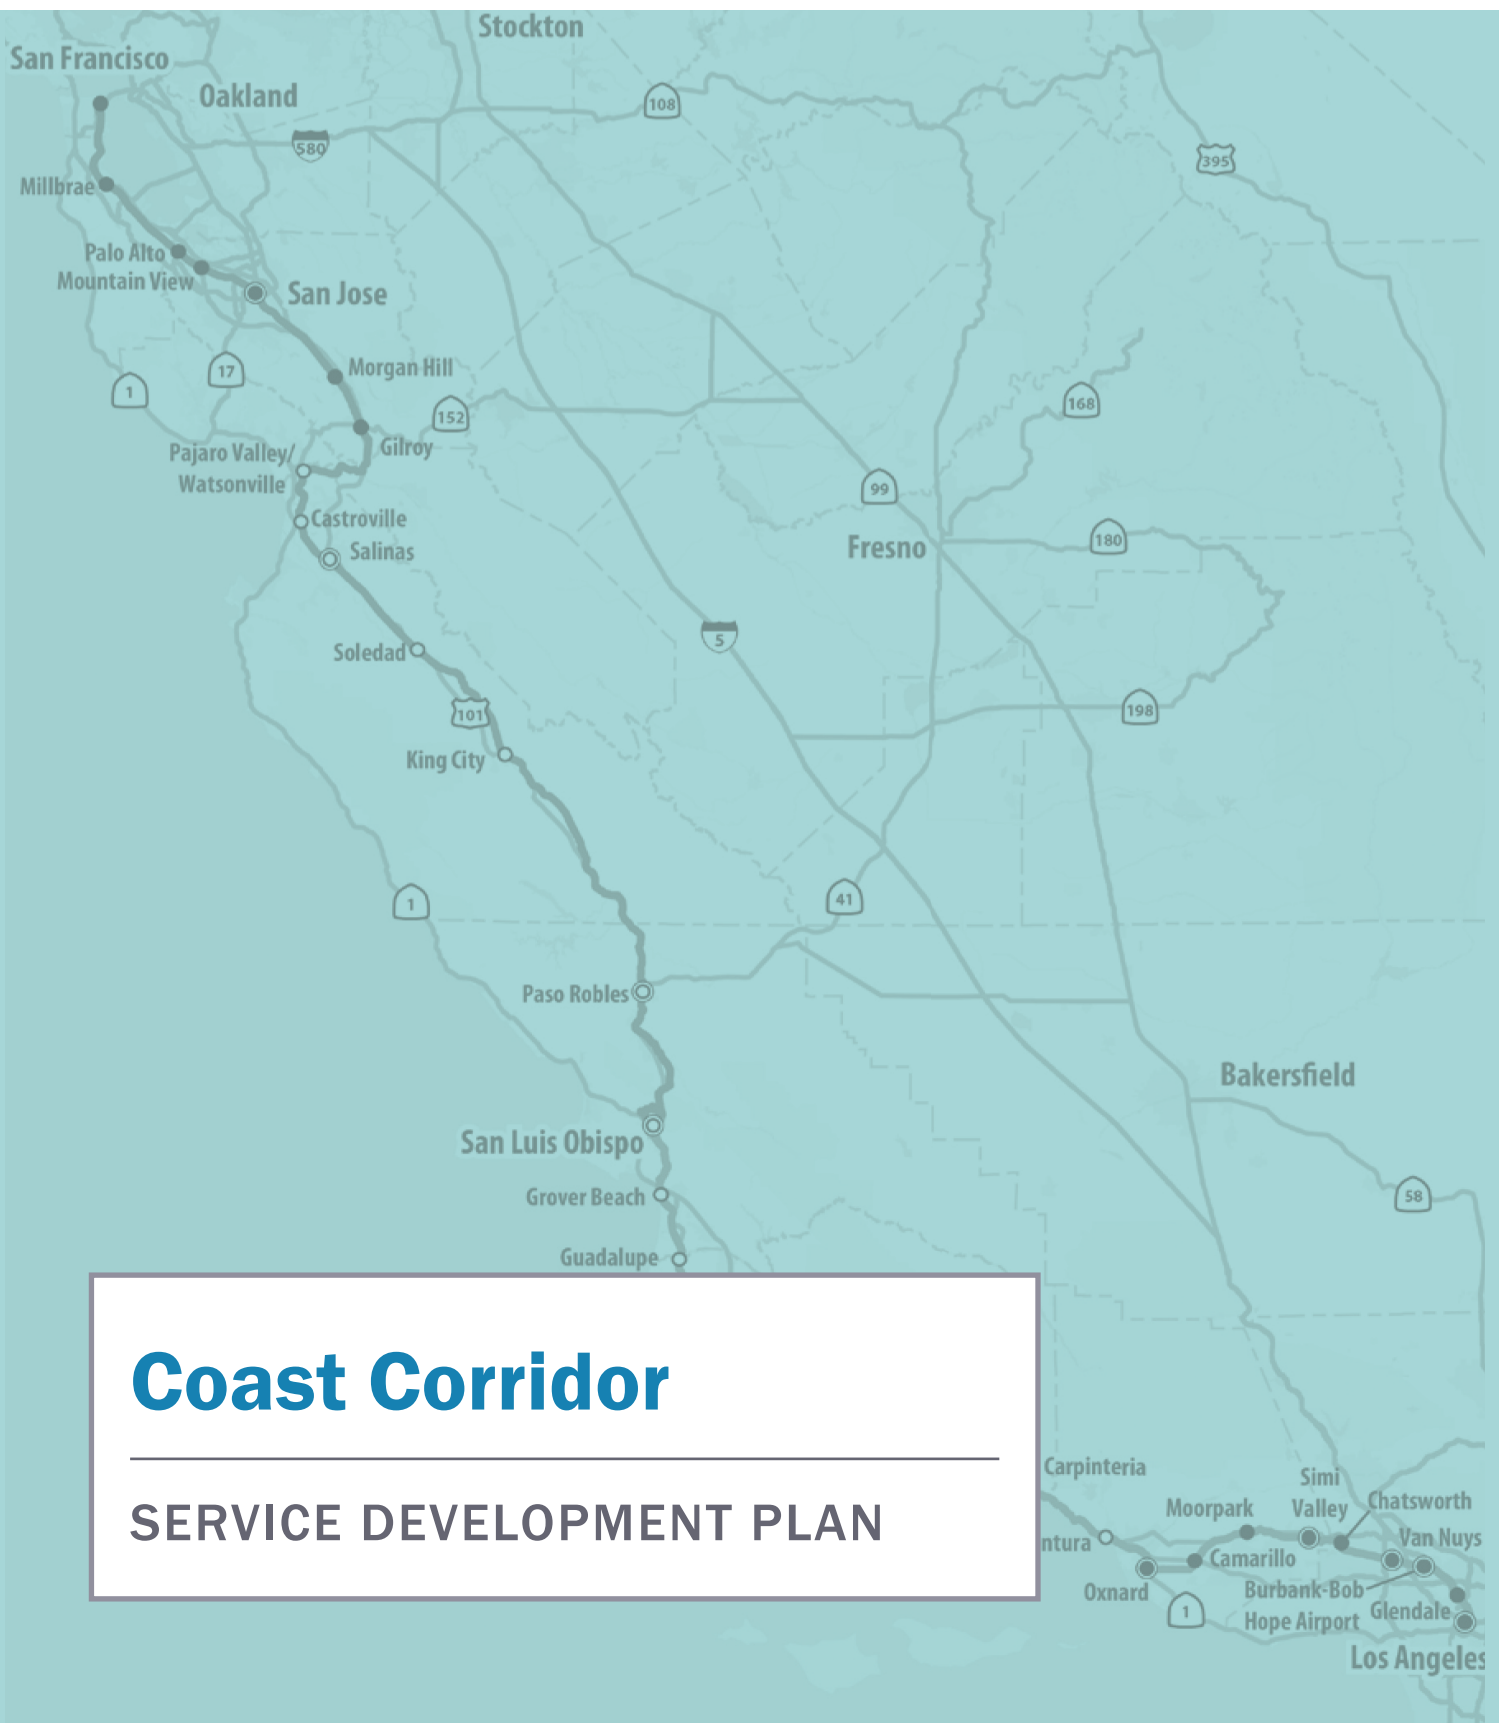 Stockton
San Francisco
Oakland
108
580
395
Millbrae
Palo Alto
Mountain View
San Jose
17
Morgan Hill
1
152
168
Gilroy
Pajaro Valley/
Watsonville
99
Castroville
Salinas
Fresno
180
5
Soledad
101
198
King City
1
41
Paso Robles
Bakersfield
San Luis Obispo
Grover Beach
58
Guadalupe
Coast Corridor
SERVICE DEVELOPMENT PLAN
Carpinteria
Simi
Valley
Moorpark
Chatsworth
Van Nuys
ntura
Camarillo
Oxnard
Burbank-Bob
Hope Airport
1
Glendale
Los Angeles